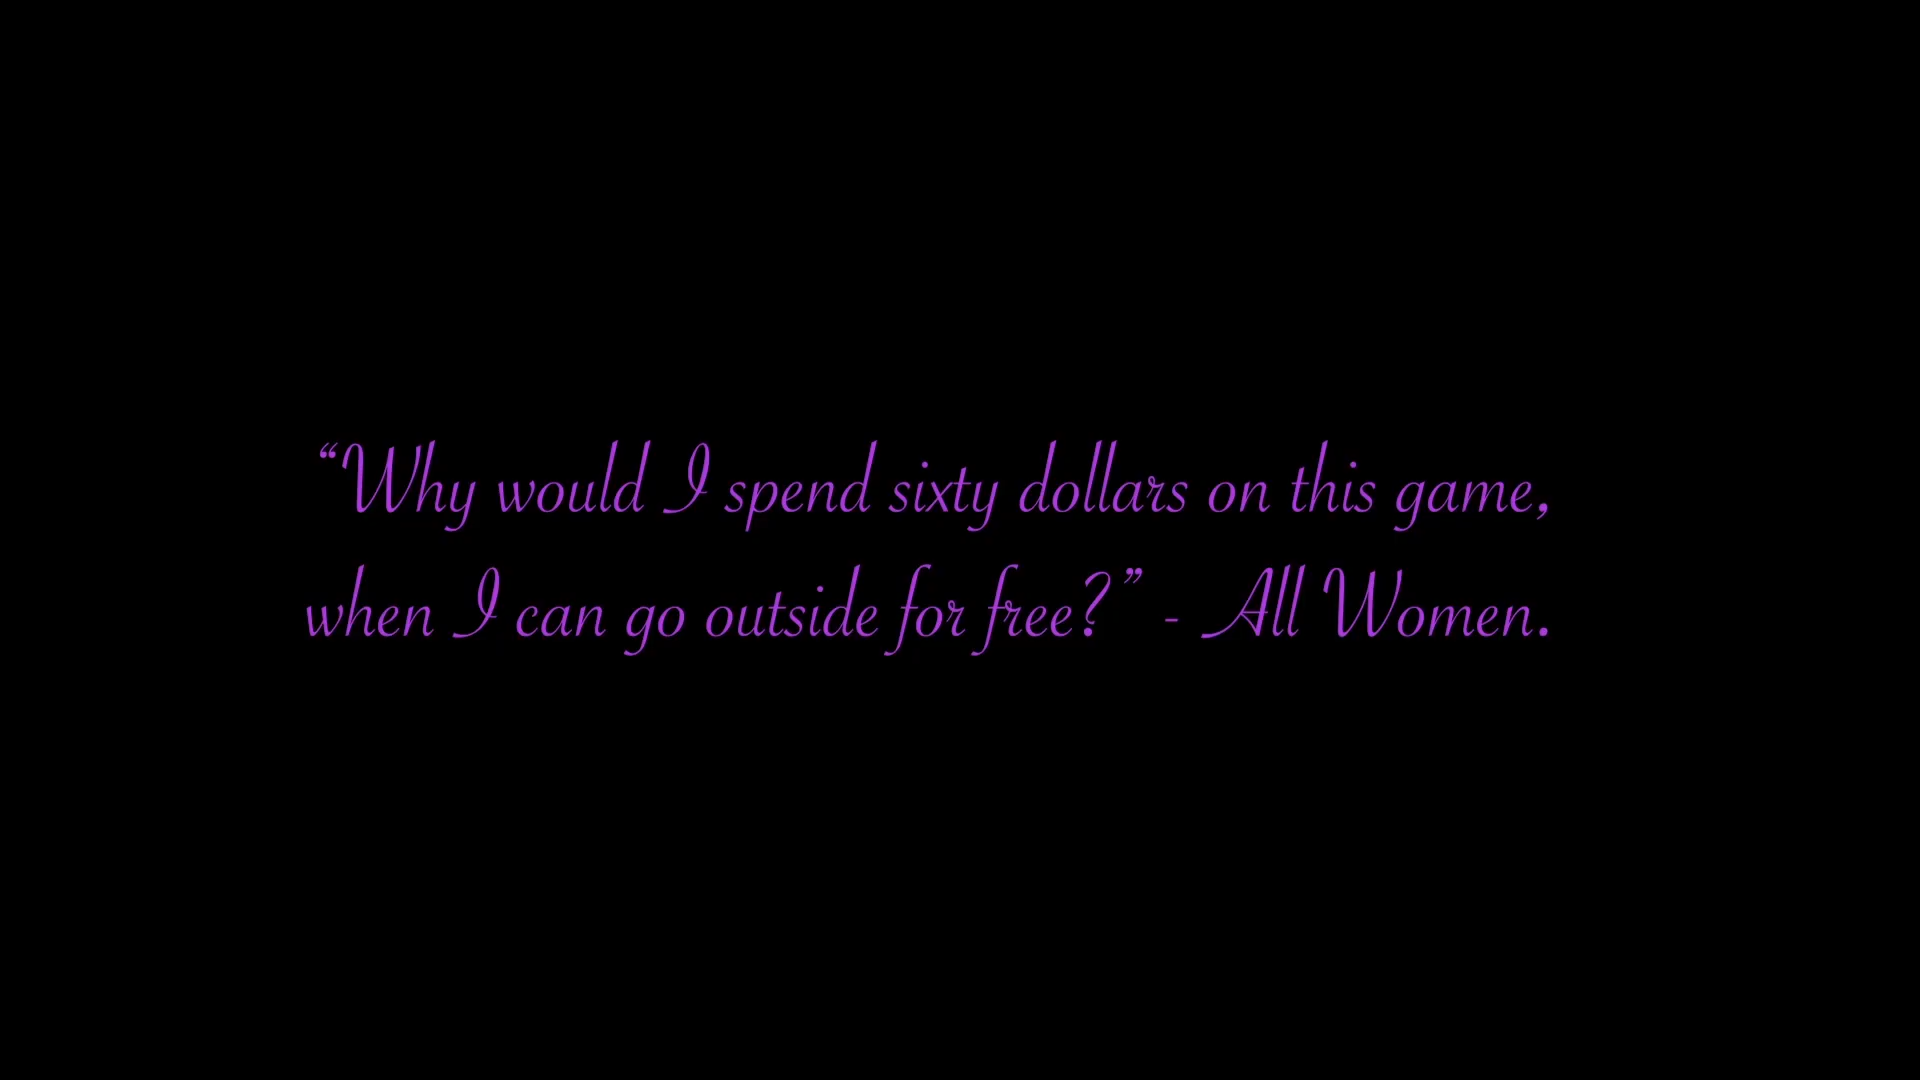 “Why would I spend sixty dollars on this game,
when I can go outside for free?” - All Women.